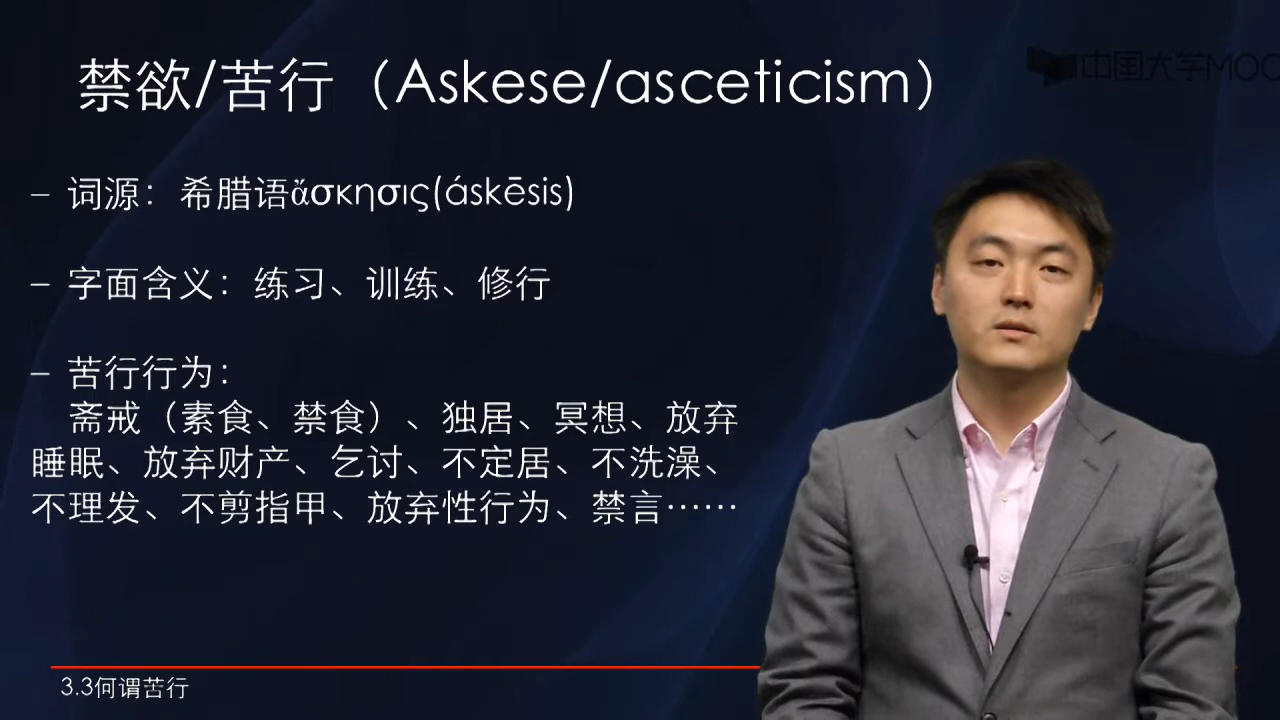 禁欲/苦行（Askese/asceticism）
中国大学MOO
– 词源：希腊语ἄσκησις(áskēsis)
– 字面含义：练习、训练、修行
– 苦行行为：
斋戒（素食、禁食）、独居、冥想、放弃
睡眠、放弃财产、乞讨、不定居、不洗澡、
不理发、不剪指甲、放弃性行为、禁言……
3.3何谓苦行